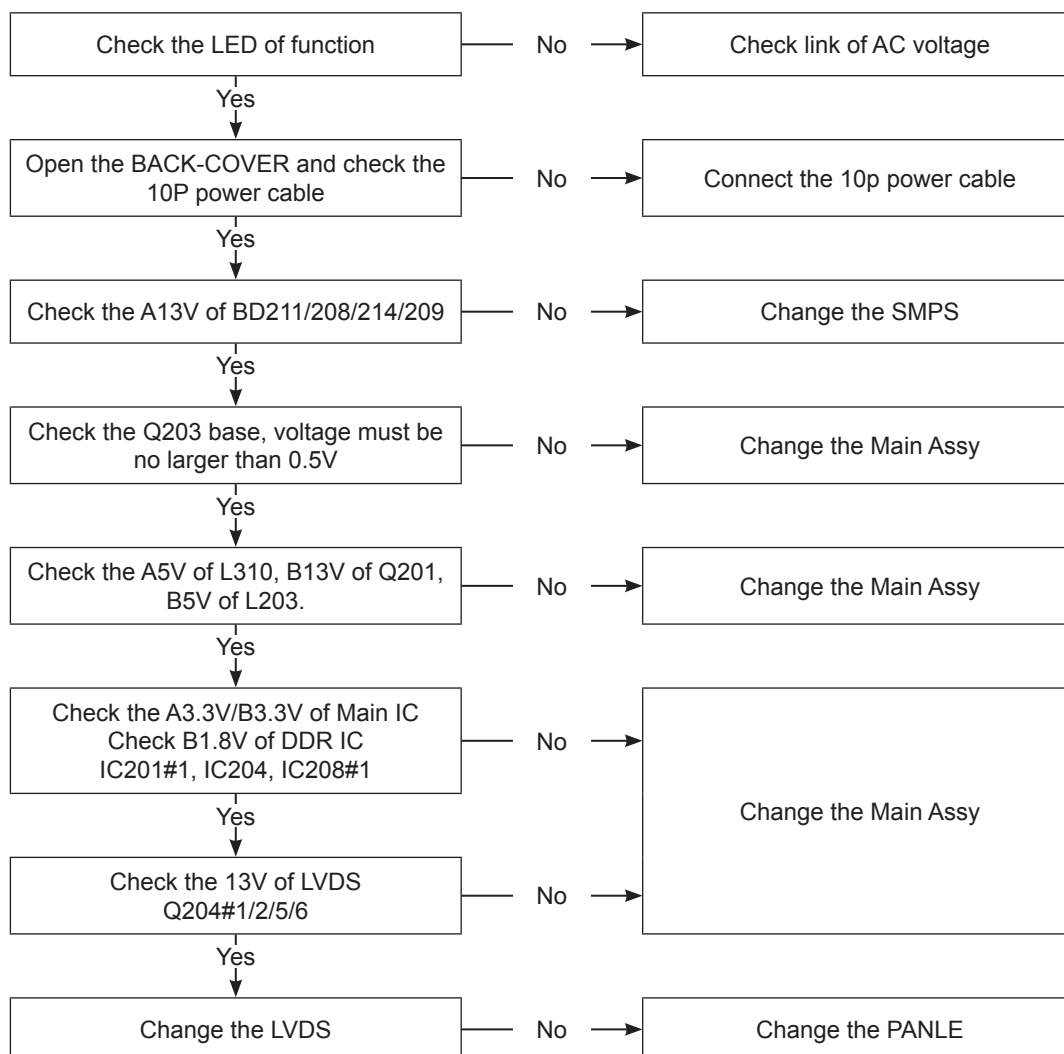 Check the LED of function
No
Check link of AC voltage
Yes
Open the BACK-COVER and check the
10P power cable
No
Connect the 10p power cable
Yes
Check the A13V of BD211/208/214/209
No
Change the SMPS
Yes
Check the Q203 base, voltage must be
no larger than 0.5V
No
Change the Main Assy
Yes
Check the A5V of L310, B13V of Q201,
B5V of L203.
No
Change the Main Assy
Yes
Check the A3.3V/B3.3V of Main IC
Check B1.8V of DDR IC
IC201#1, IC204, IC208#1
No
Change the Main Assy
Yes
Check the 13V of LVDS
Q204#1/2/5/6
No
Yes
Change the LVDS
No
Change the PANLE